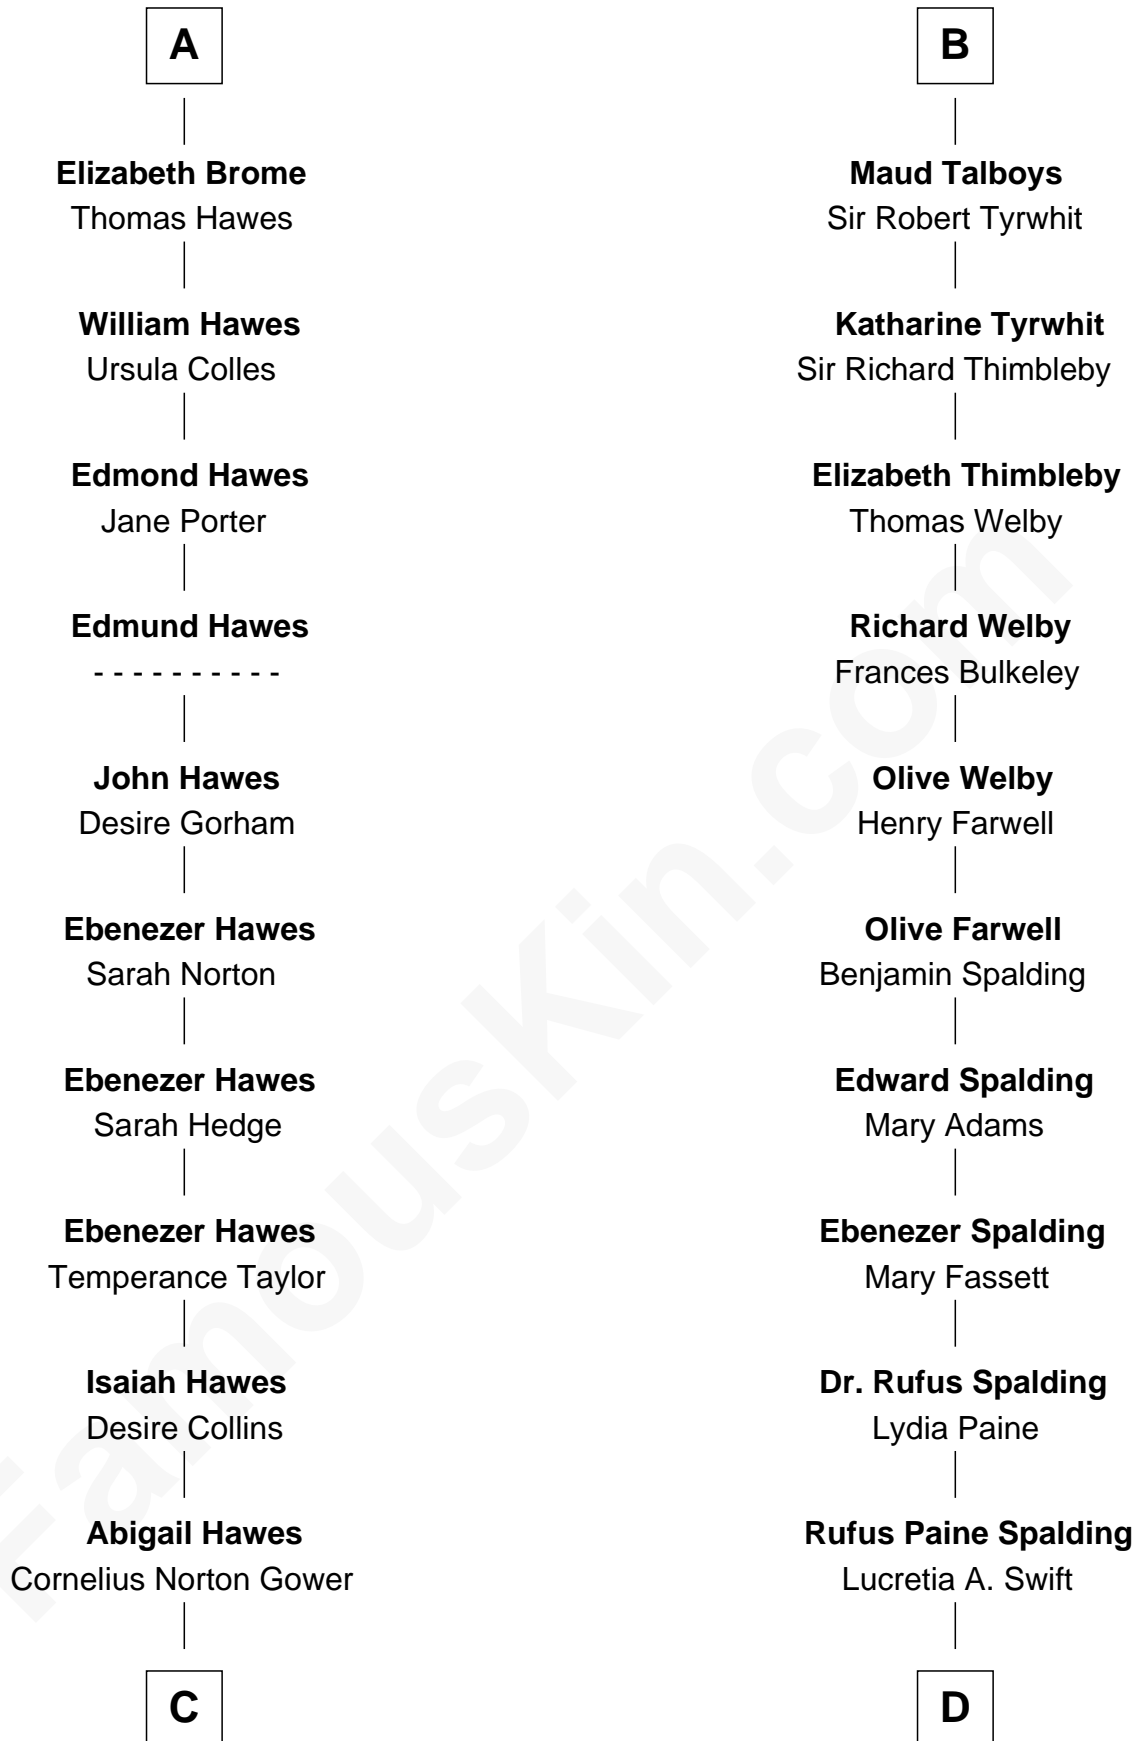 A
Elizabeth Brome
Thomas Hawes
William Hawes
Ursula Colles
Edmond Hawes
Jane Porter
Edmund Hawes
- - - - - - - - - -
John Hawes
Desire Gorham
Ebenezer Hawes
Sarah Norton
Ebenezer Hawes
Sarah Hedge
Ebenezer Hawes
Temperance Taylor
Isaiah Hawes
Desire Collins
Abigail Hawes
Cornelius Norton Gower
C
B
Maud Talboys
Sir Robert Tyrwhit
Katharine Tyrwhit
Sir Richard Thimbleby
Elizabeth Thimbleby
Thomas Welby
Richard Welby
Frances Bulkeley
Olive Welby
Henry Farwell
Olive Farwell
Benjamin Spalding
Edward Spalding
Mary Adams
Ebenezer Spalding
Mary Fassett
Dr. Rufus Spalding
Lydia Paine
Rufus Paine Spalding
Lucretia A. Swift
D
FamousKin.com